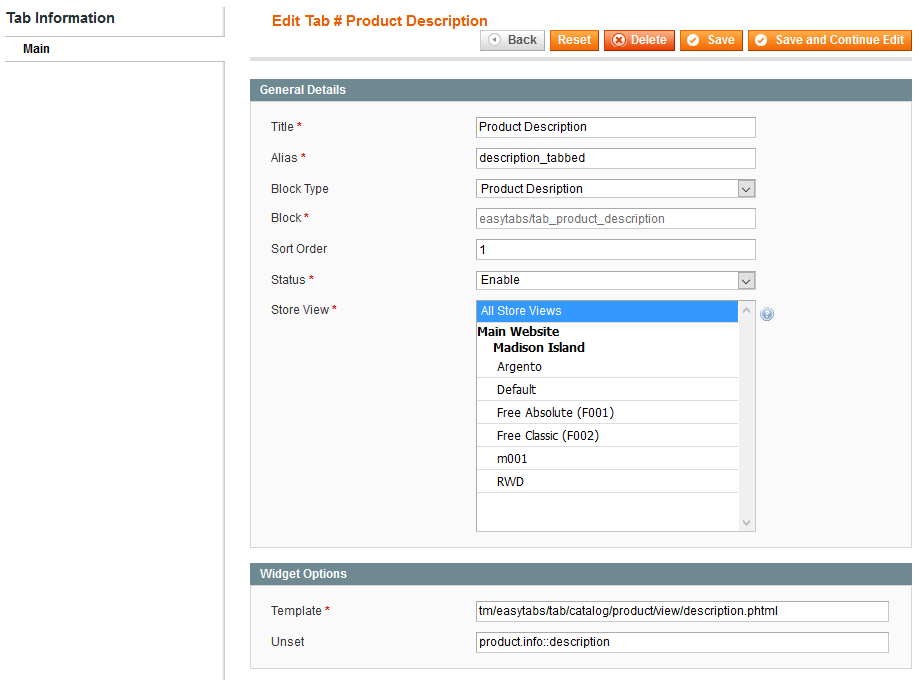 Tab Information
Main
Edit Tab # Product Description
Back Reset Delete Save Save and Continue Edit
General Details
Title * Product Description
Alias * description_tabbed
Block Type Product Desription
Block * easytabs/tab_product_description
Sort Order 1
Status * Enable
Store View * All Store Views
Main Website
Madison Island
Argento
Default
Free Absolute (F001)
Free Classic (F002)
m001
RWD
Widget Options
Template * tm/easytabs/tab/catalog/product/view/description.phtml
Unset product.info::description